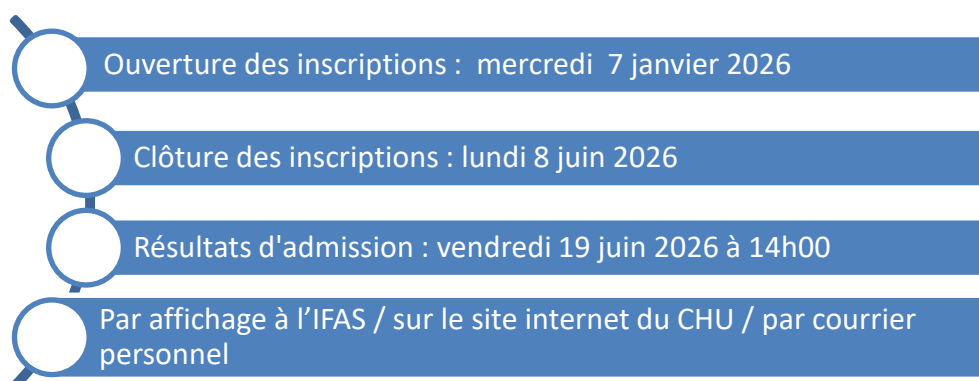 Ouverture des inscriptions :  mercredi  7 janvier 2026
Clôture des inscriptions : lundi 8 juin 2026
Résultats d'admission : vendredi 19 juin 2026 à 14h00
Par affichage à l’IFAS / sur le site internet du CHU / par courrier
personnel